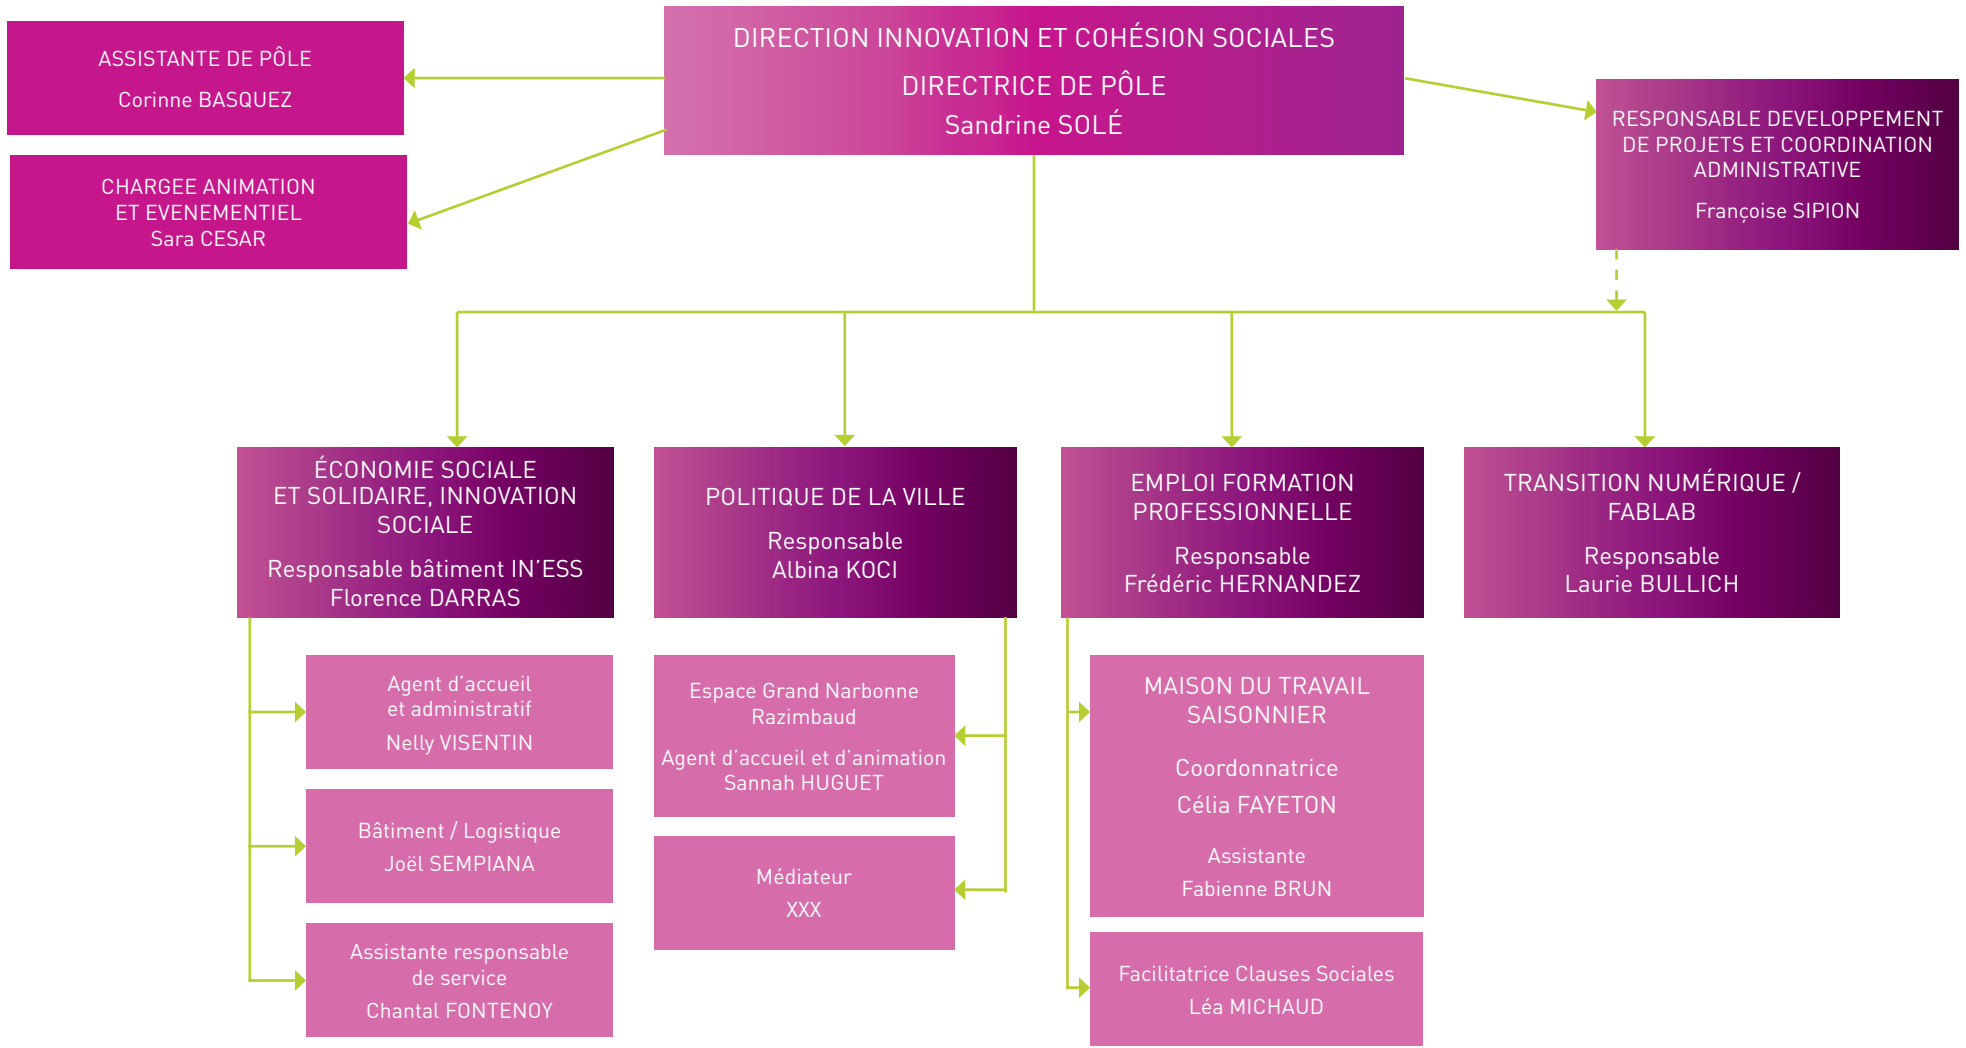 DIRECTION INNOVATION ET COHÉSION SOCIALES
DIRECTRICE DE PÔLE
Sandrine SOLÉ
ASSISTANTE DE PÔLE
Corinne BASQUEZ
CHARGEE ANIMATION
ET EVENEMENTIEL
Sara CESAR
RESPONSABLE DEVELOPPEMENT
DE PROJETS ET COORDINATION
ADMINISTRATIVE
Françoise SIPION
ÉCONOMIE SOCIALE
ET SOLIDAIRE, INNOVATION
SOCIALE
Responsable bâtiment IN’ESS
Florence DARRAS
Agent d’accueil
et administratif
Nelly VISENTIN
Bâtiment / Logistique
Joël SEMPIANA
Assistante responsable
de service
Chantal FONTENOY
POLITIQUE DE LA VILLE
Responsable
Albina KOCI
Espace Grand Narbonne
Razimbaud
Agent d’accueil et d’animation
Sannah HUGUET
Médiateur
XXX
EMPLOI FORMATION
PROFESSIONNELLE
Responsable
Frédéric HERNANDEZ
MAISON DU TRAVAIL
SAISONNIER
Coordonnatrice
Célia FAYETON
Assistante
Fabienne BRUN
Facilitatrice Clauses Sociales
Léa MICHAUD
TRANSITION NUMÉRIQUE /
FABLAB
Responsable
Laurie BULLICH